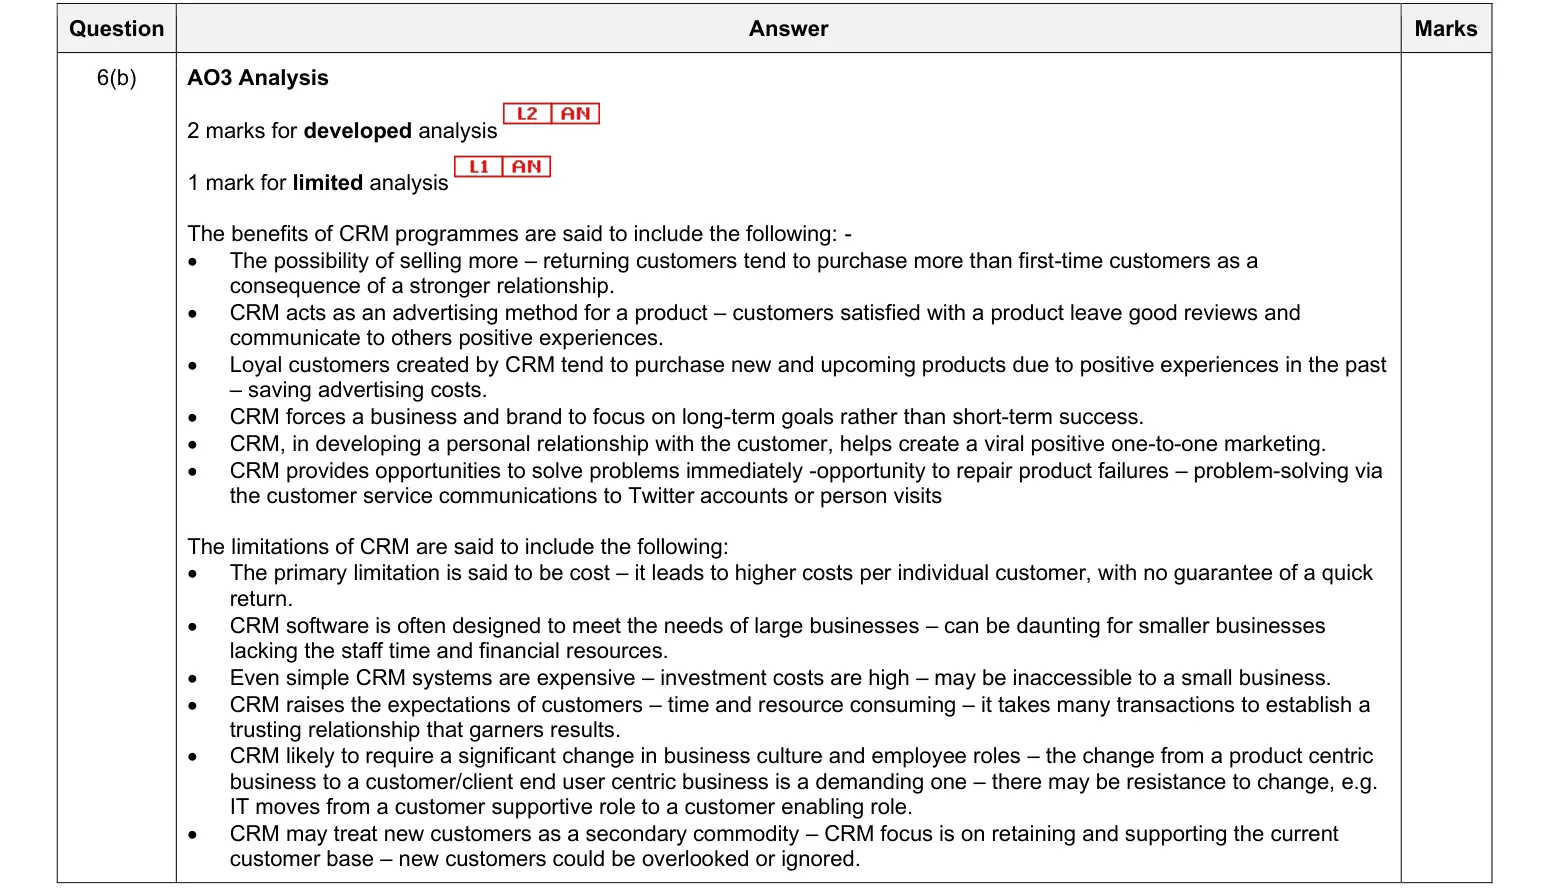 Question Answer Marks
6(b) AO3 Analysis
2 marks for developed analysis L2 AN
1 mark for limited analysis L1 AN
The benefits of CRM programmes are said to include the following: -
• The possibility of selling more – returning customers tend to purchase more than first-time customers as a
consequence of a stronger relationship.
• CRM acts as an advertising method for a product – customers satisfied with a product leave good reviews and
communicate to others positive experiences.
• Loyal customers created by CRM tend to purchase new and upcoming products due to positive experiences in the past
– saving advertising costs.
• CRM forces a business and brand to focus on long-term goals rather than short-term success.
• CRM, in developing a personal relationship with the customer, helps create a viral positive one-to-one marketing.
• CRM provides opportunities to solve problems immediately -opportunity to repair product failures – problem-solving via
the customer service communications to Twitter accounts or person visits
The limitations of CRM are said to include the following:
• The primary limitation is said to be cost – it leads to higher costs per individual customer, with no guarantee of a quick
return.
• CRM software is often designed to meet the needs of large businesses – can be daunting for smaller businesses
lacking the staff time and financial resources.
• Even simple CRM systems are expensive – investment costs are high – may be inaccessible to a small business.
• CRM raises the expectations of customers – time and resource consuming – it takes many transactions to establish a
trusting relationship that garners results.
• CRM likely to require a significant change in business culture and employee roles – the change from a product centric
business to a customer/client end user centric business is a demanding one – there may be resistance to change, e.g.
IT moves from a customer supportive role to a customer enabling role.
• CRM may treat new customers as a secondary commodity – CRM focus is on retaining and supporting the current
customer base – new customers could be overlooked or ignored.